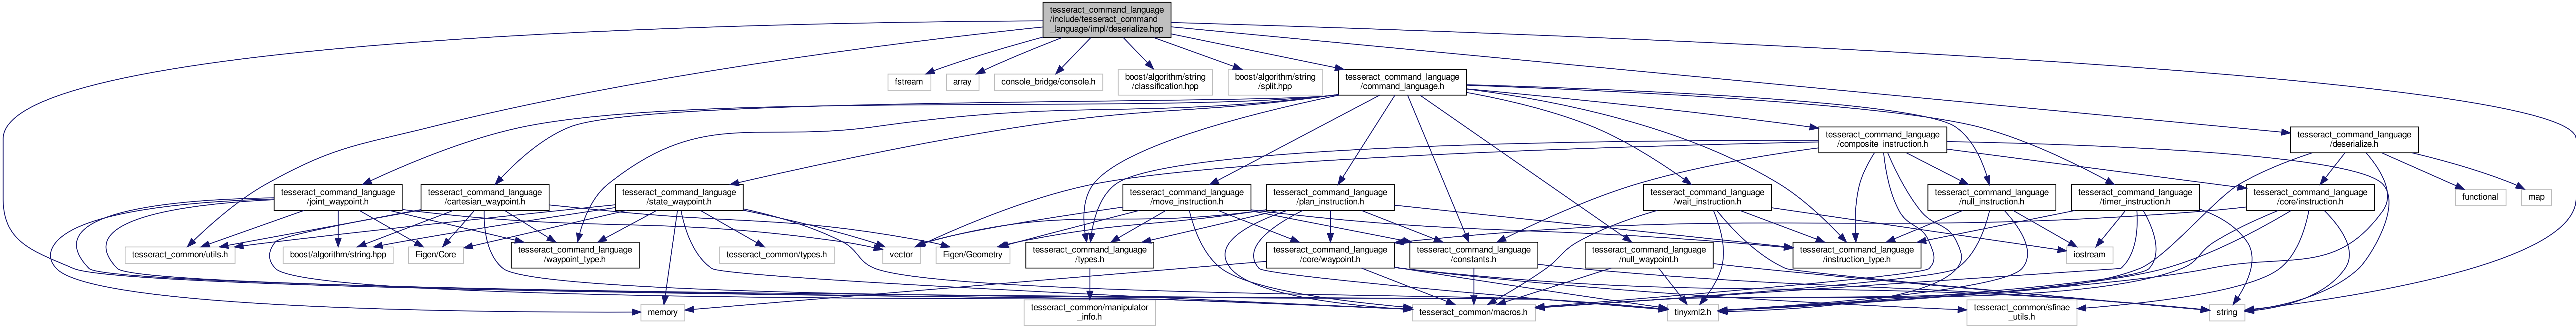 tesseract_command_language
/include/tesseract_command
_language/impl/deserialize.hpp
fstream
array
console_bridge/console.h
boost/algorithm/string
/classification.hpp
boost/algorithm/string
/split.hpp
tesseract_command_language
/command_language.h
tesseract_command_language
/composite_instruction.h
tesseract_command_language
/deserialize.h
tesseract_command_language
/joint_waypoint.h
tesseract_command_language
/cartesian_waypoint.h
tesseract_command_language
/state_waypoint.h
tesseract_command_language
/move_instruction.h
tesseract_command_language
/plan_instruction.h
tesseract_command_language
/wait_instruction.h
tesseract_command_language
/null_instruction.h
tesseract_command_language
/timer_instruction.h
tesseract_command_language
/core/instruction.h
functional
map
tesseract_common/utils.h
boost/algorithm/string.hpp
Eigen/Core
tesseract_command_language
/waypoint_type.h
tesseract_common/types.h
vector
Eigen/Geometry
tesseract_command_language
/types.h
tesseract_command_language
/core/waypoint.h
tesseract_command_language
/constants.h
tesseract_command_language
/null_waypoint.h
tesseract_command_language
/instruction_type.h
iostream
memory
tesseract_common/manipulator
_info.h
tesseract_common/macros.h
tinyxml2.h
tesseract_common/sfinae
_utils.h
string